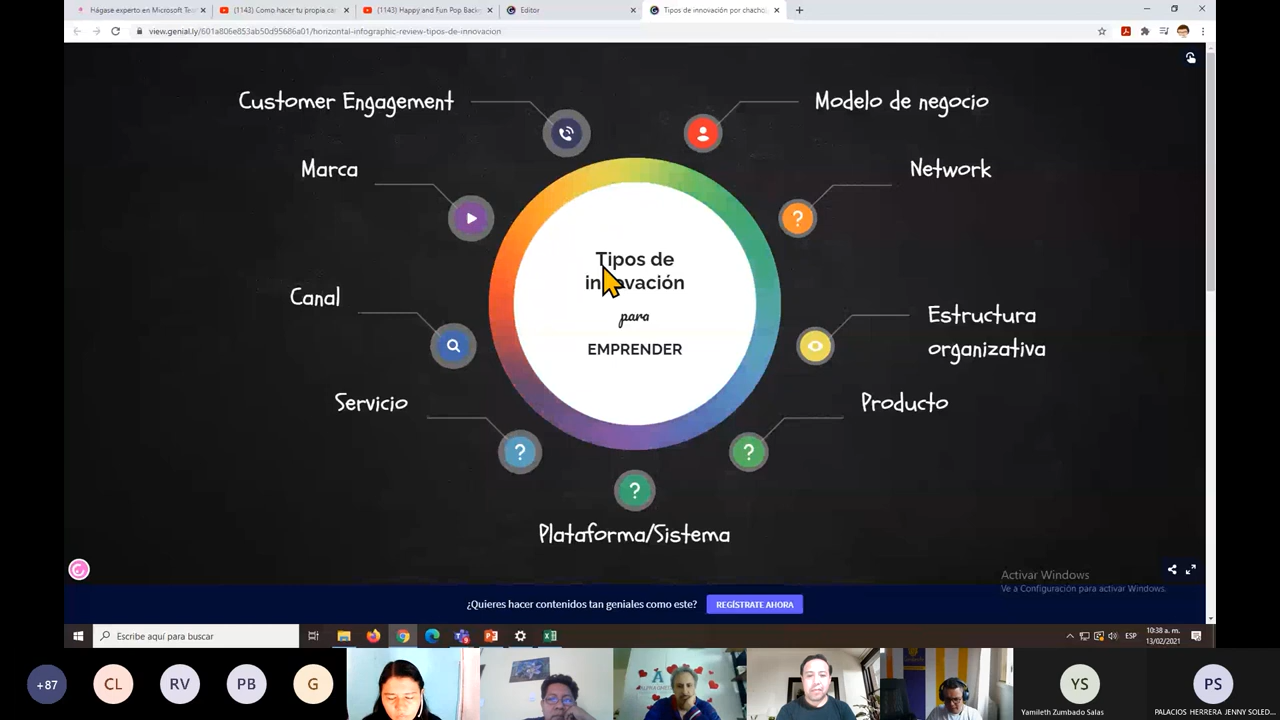 Hágase experto en Microsoft Tea
(1143) Como hacer tu propia car
(1143) Happy and Fun Pop Back
Editor
Tipos de innovación por chacho
view.genial.ly/601a806e853ab50d95686a01/horizontal-infographic-review-tipos-de-innovacion
Customer Engagement
Modelo de negocio
Marca
Network
Tipos de
innovación
para
EMPRENDER
Canal
Estructura
organizativa
Servicio
Producto
Plataforma/Sistema
Activar Windows
Ve a Configuración para activar Windows.
¿Quieres hacer contenidos tan geniales como este?
REGÍSTRATE AHORA
Escribe aquí para buscar
ESP
10:38 a. m.
13/02/2021
+87
CL
RV
PB
G
YS
PS
Yamileth Zumbado Salas
PALACIOS HERRERA JENNY SOLED...